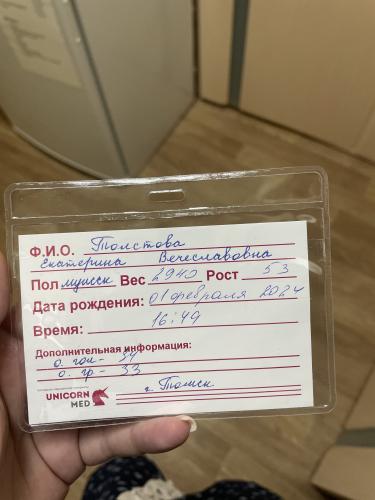 Ф.И.О. Толстова
Екатерина Вечеславовна
Пол мужск Вес 2940 Рост 53
Дата рождения: 01 февраля 2024
Время: 16:49
Дополнительная информация:
о. гол - 34
о. гр - 33
UNICORN
MED
г. Томск